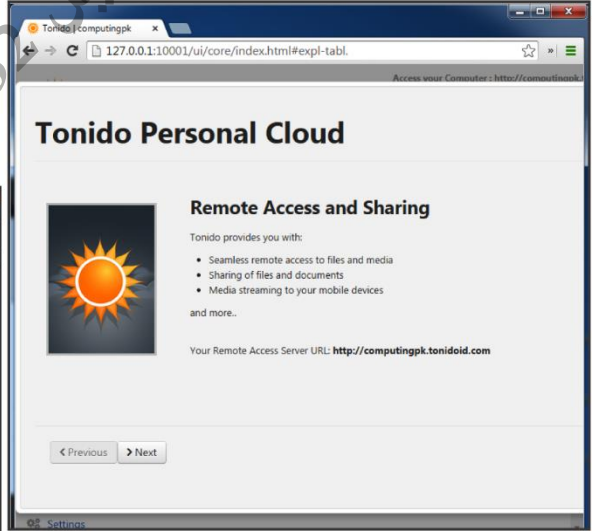 Tonido | computingpk
127.0.0.1:10001/ui/core/index.html#expl-tabl.
Access your Computer : http://computingpk.
Tonido Personal Cloud
Remote Access and Sharing
Tonido provides you with:
• Seamless remote access to files and media
• Sharing of files and documents
• Media streaming to your mobile devices
and more..
Your Remote Access Server URL: http://computingpk.tonidoid.com
Previous Next
Settings